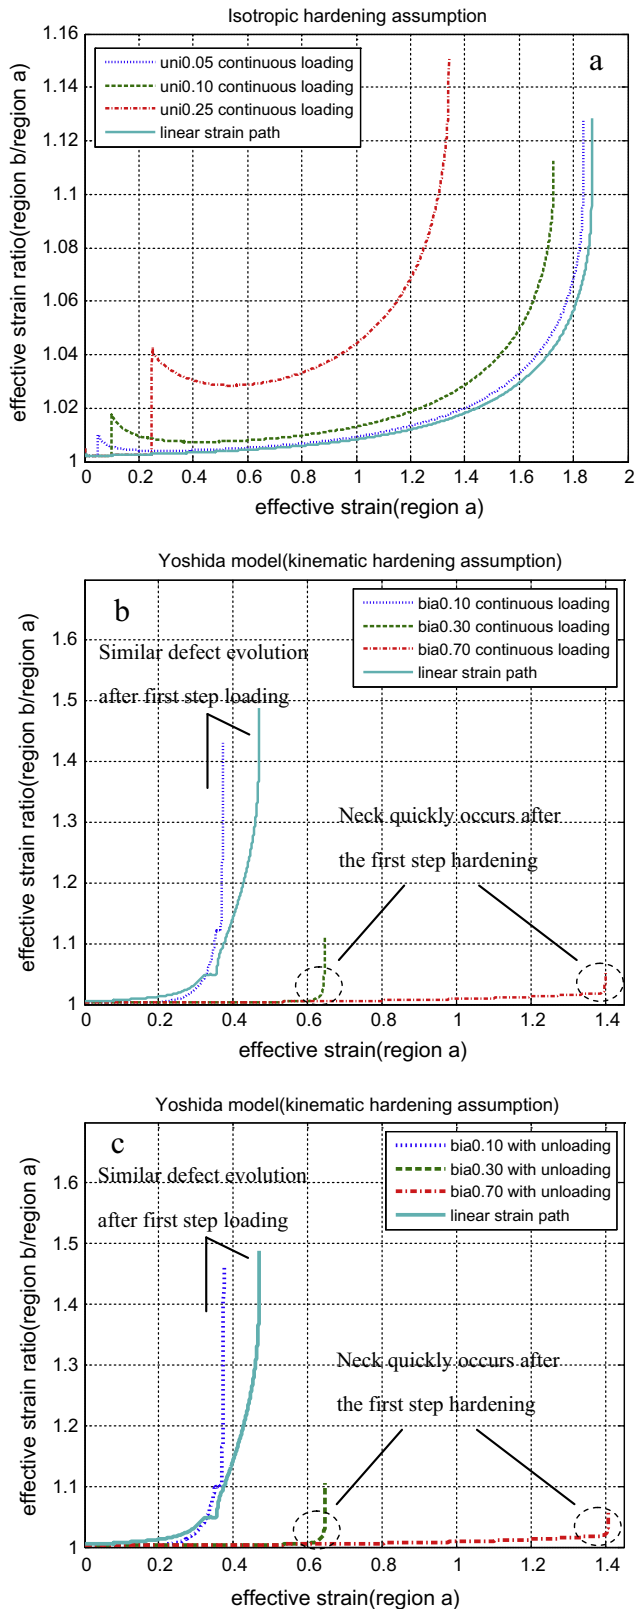 Isotropic hardening assumption
a
uni0.05 continuous loading
uni0.10 continuous loading
uni0.25 continuous loading
linear strain path
effective strain ratio(region b/region a)
1.16
1.14
1.12
1.1
1.08
1.06
1.04
1.02
1
0 0.2 0.4 0.6 0.8 1 1.2 1.4 1.6 1.8 2
effective strain(region a)
Yoshida model(kinematic hardening assumption)
b
bia0.10 continuous loading
bia0.30 continuous loading
bia0.70 continuous loading
linear strain path
Similar defect evolution
after first step loading
Neck quickly occurs after
the first step hardening
effective strain ratio(region b/region a)
1.6
1.5
1.4
1.3
1.2
1.1
1
0 0.2 0.4 0.6 0.8 1 1.2 1.4
effective strain(region a)
Yoshida model(kinematic hardening assumption)
c
bia0.10 with unloading
bia0.30 with unloading
bia0.70 with unloading
linear strain path
Similar defect evolution
after first step loading
Neck quickly occurs after
the first step hardening
effective strain ratio(region b/region a)
1.6
1.5
1.4
1.3
1.2
1.1
1
0 0.2 0.4 0.6 0.8 1 1.2 1.4
effective strain(region a)